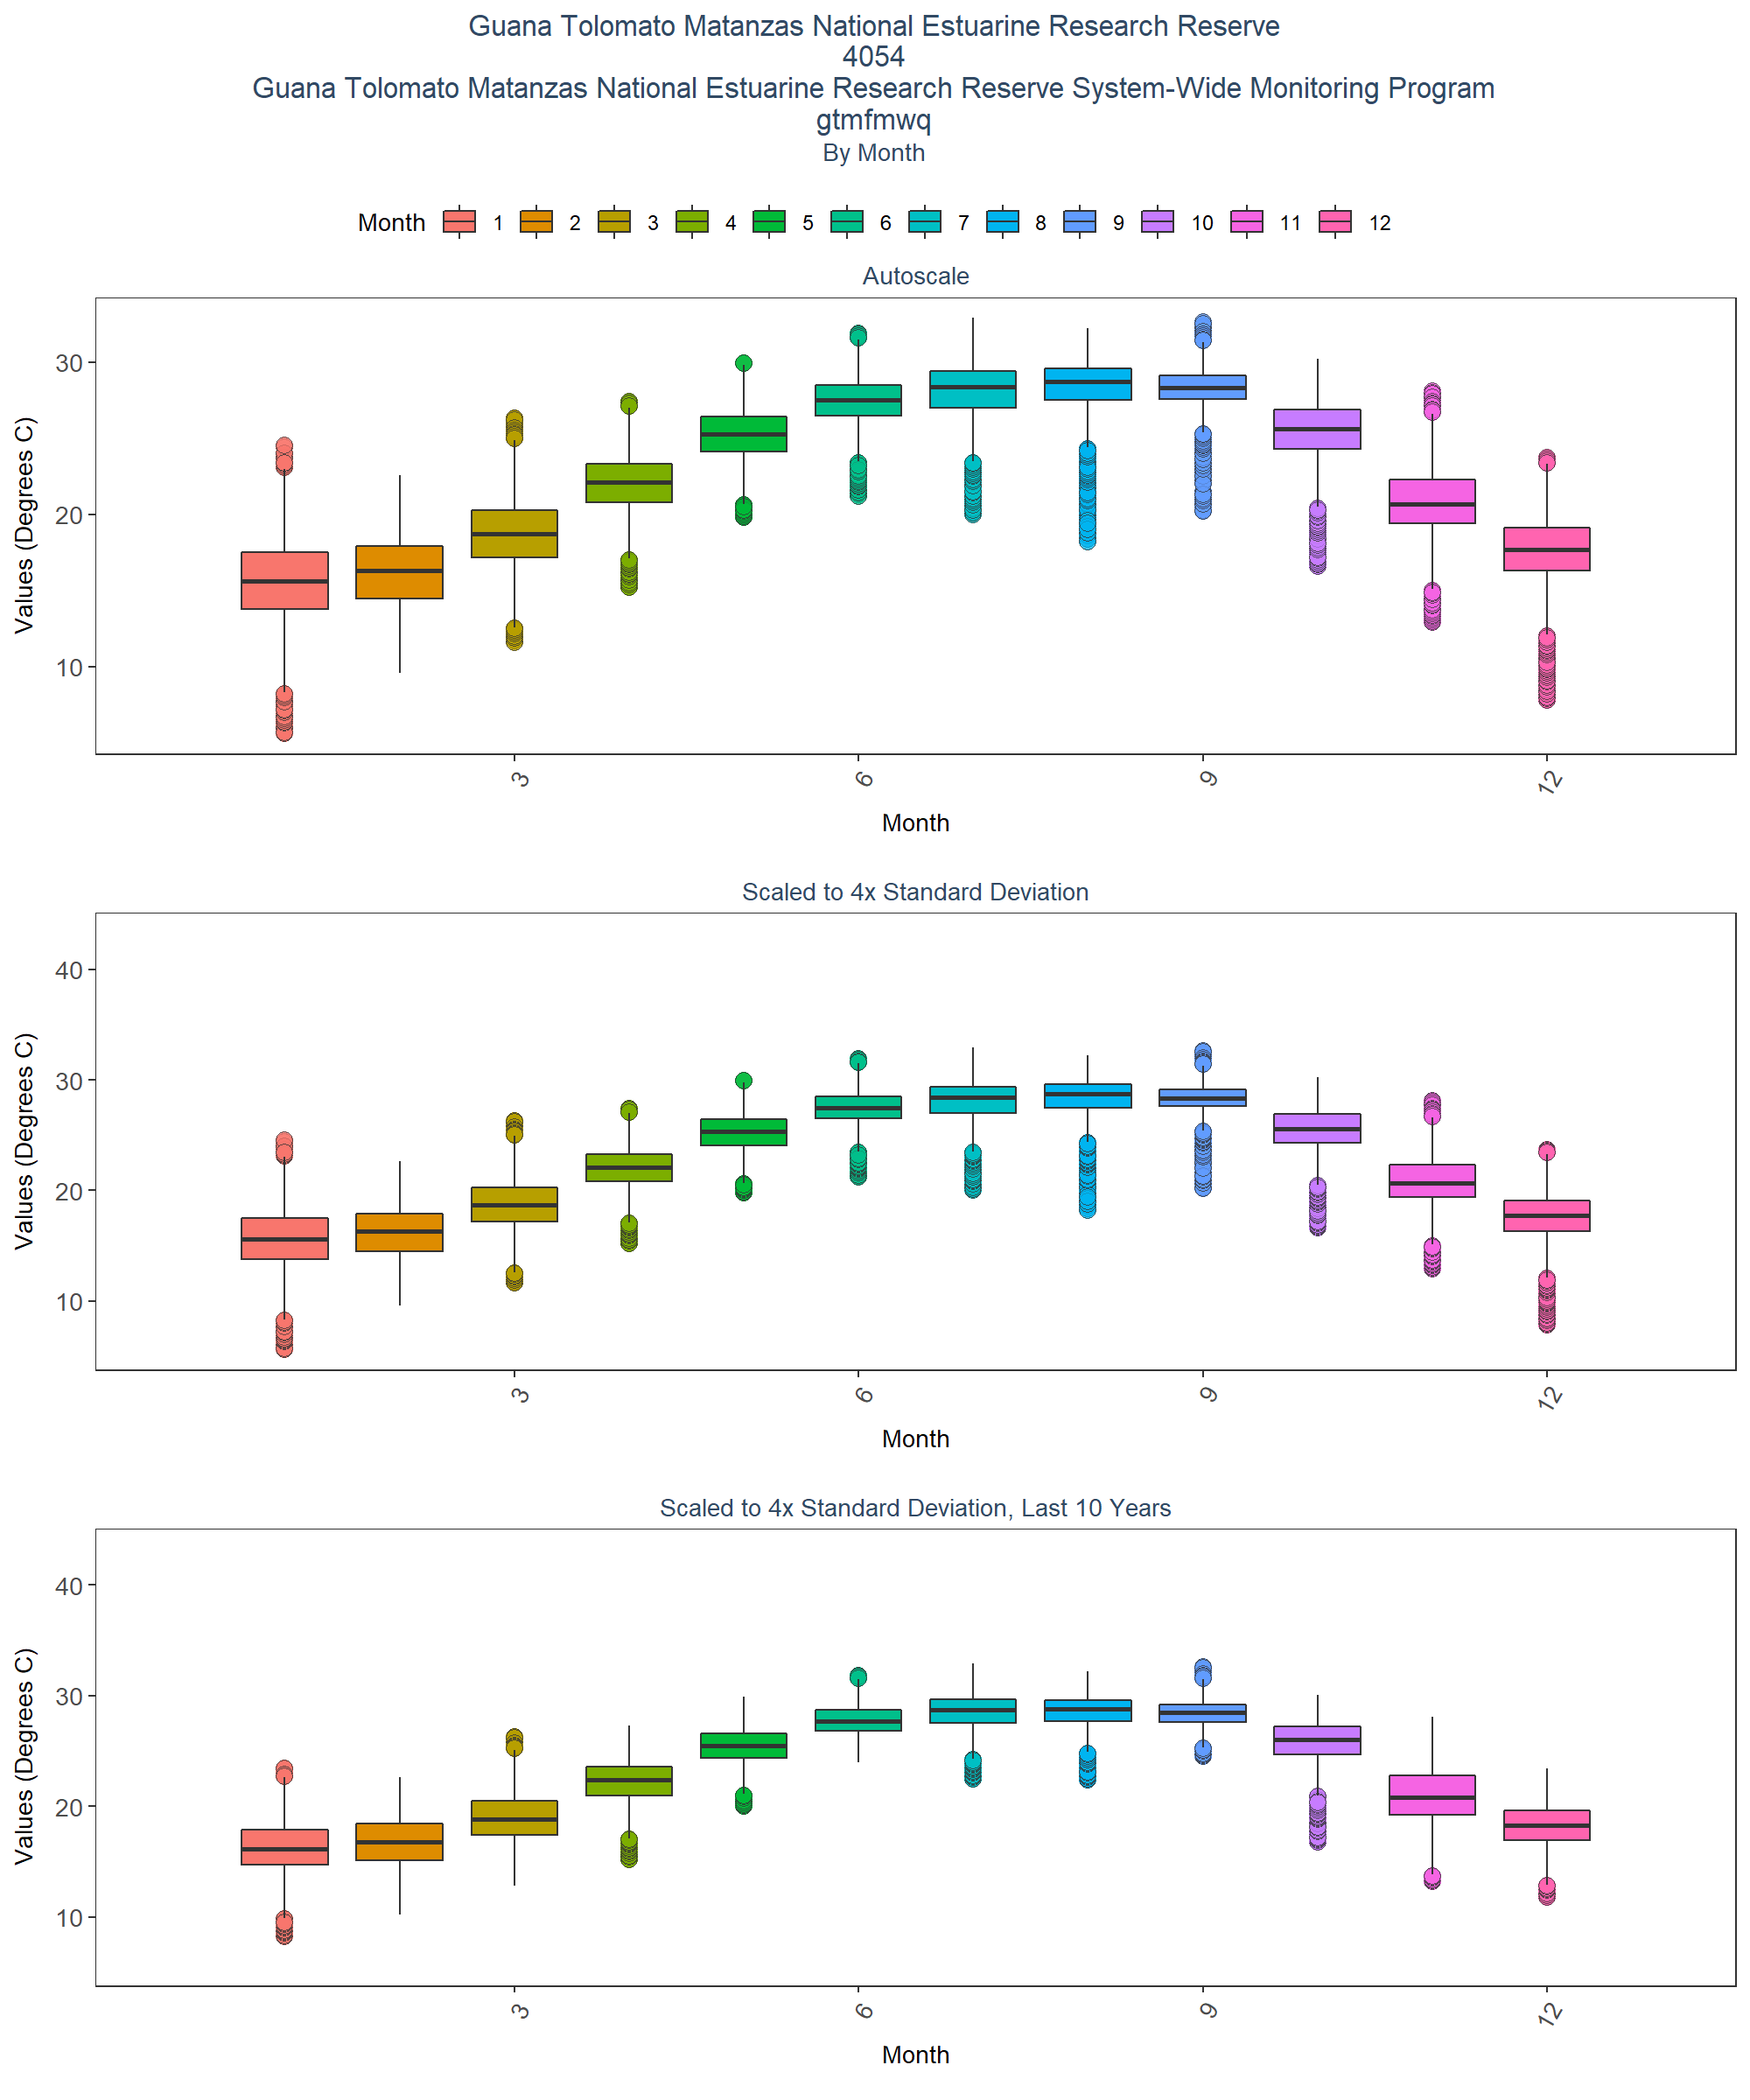 Guana Tolomato Matanzas National Estuarine Research Reserve
4054
Guana Tolomato Matanzas National Estuarine Research Reserve System-Wide Monitoring Program
gtmfmwq
By Month
Month 1 2 3 4 5 6 7 8 9 10 11 12
Autoscale
Values (Degrees C)
30
20
10
3 6 9 12
Month
Scaled to 4x Standard Deviation
Values (Degrees C)
40
30
20
10
3 6 9 12
Month
Scaled to 4x Standard Deviation, Last 10 Years
Values (Degrees C)
40
30
20
10
3 6 9 12
Month